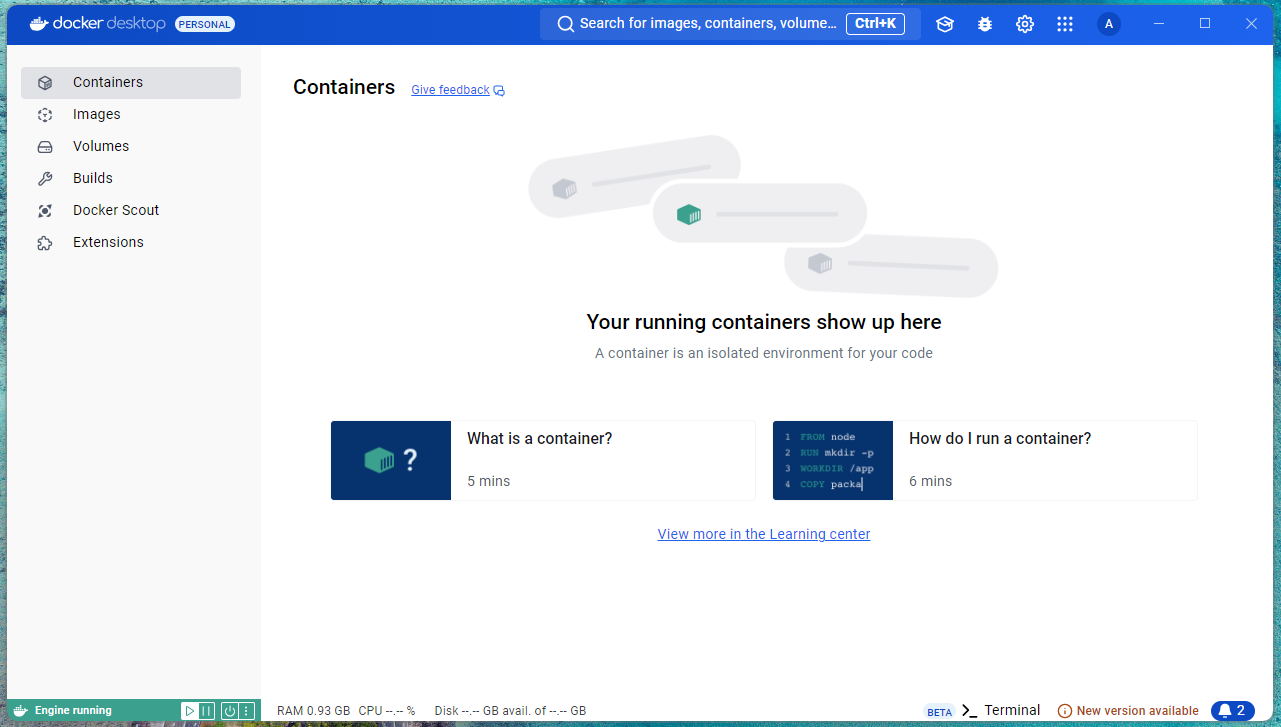 docker desktop PERSONAL
Search for images, containers, volume... Ctrl+K
A
Containers
Images
Volumes
Builds
Docker Scout
Extensions
Containers Give feedback
Your running containers show up here
A container is an isolated environment for your code
?
What is a container?
5 mins
1 FROM node
2 RUN mkdir -p
3 WORKDIR /app
4 COPY packa
How do I run a container?
6 mins
View more in the Learning center
Engine running
RAM 0.93 GB CPU --.-- % Disk --.-- GB avail. of --.-- GB
BETA >_ Terminal
New version available
2